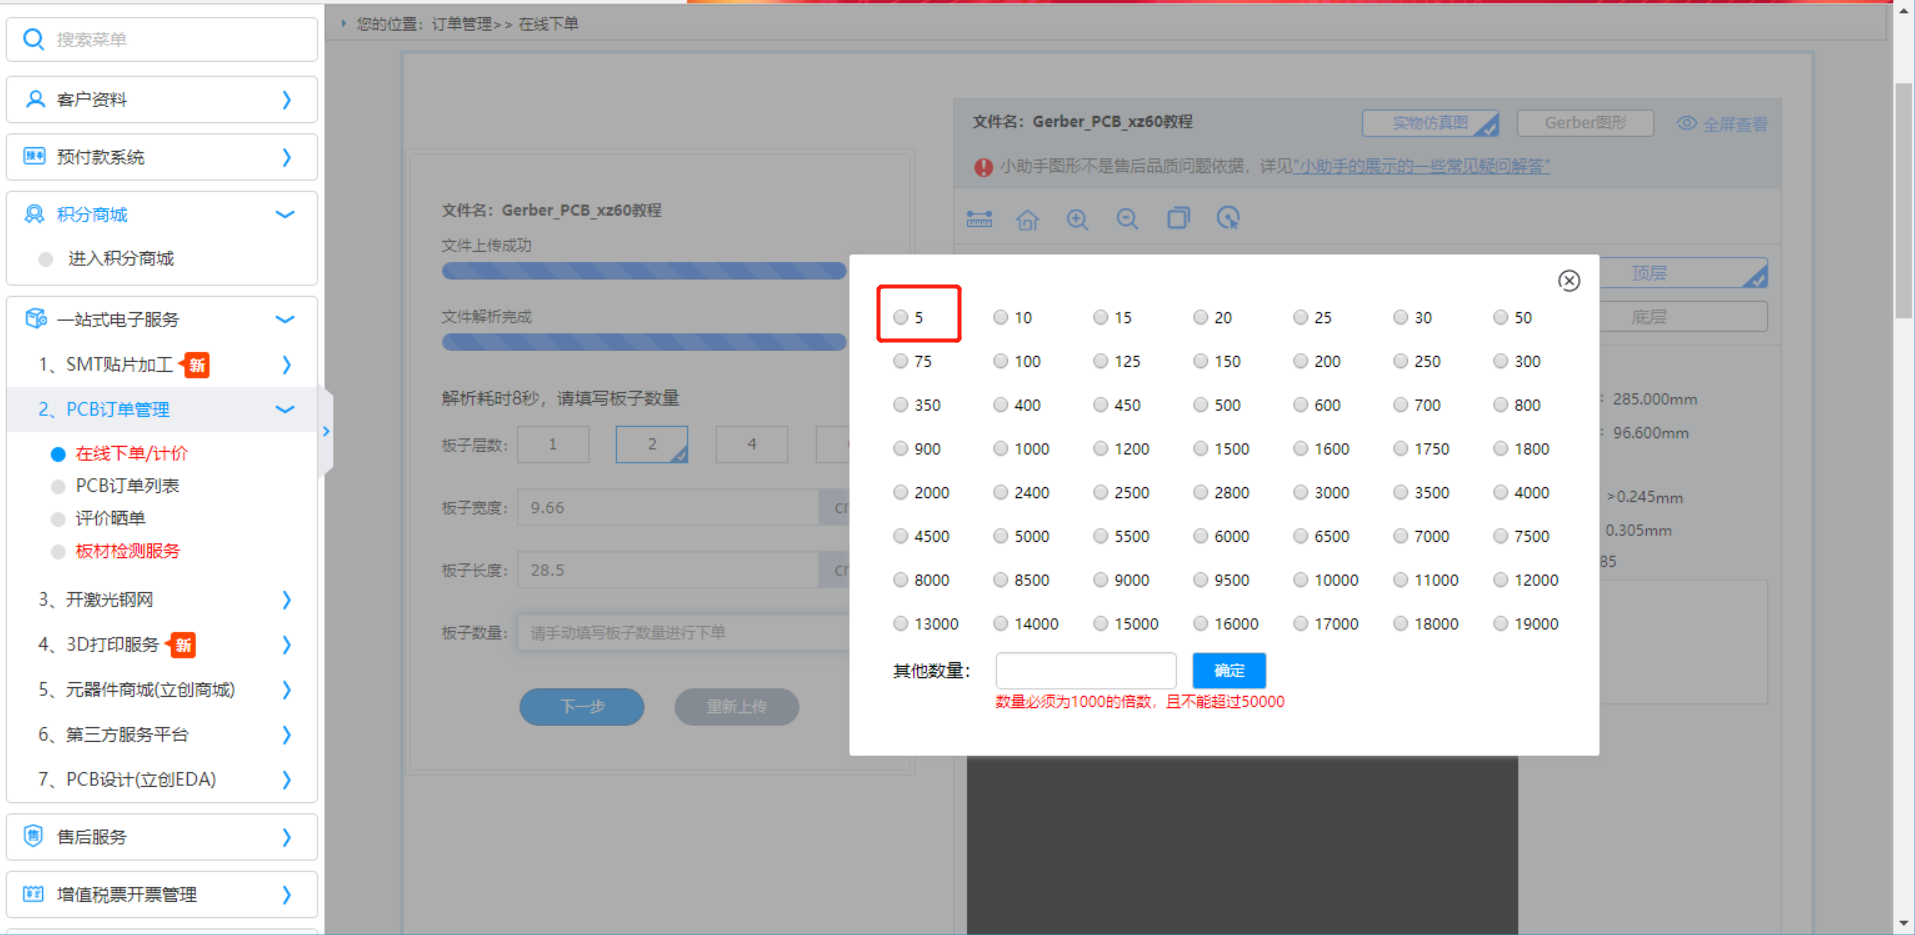 您的位置：订单管理>> 在线下单
搜索菜单
客户资料
预付款系统
积分商城
进入积分商城
一站式电子服务
1、SMT贴片加工 新
2、PCB订单管理
在线下单/计价
PCB订单列表
评价晒单
板材检测服务
3、开激光钢网
4、3D打印服务 新
5、元器件商城(立创商城)
6、第三方服务平台
7、PCB设计(立创EDA)
售后服务
增值税票开票管理
文件名：Gerber_PCB_xz60教程
文件上传成功
文件解析完成
解析耗时8秒，请填写板子数量
板子层数： 1 2 4
板子宽度： 9.66
板子长度： 28.5
板子数量： 请手动填写板子数量进行下单
下一步 重新上传
文件名：Gerber_PCB_xz60教程 实物仿真图 Gerber图形 全屏查看
小助手图形不是售后品质问题依据，详见"小助手的展示的一些常见疑问解答"
顶层
底层
285.000mm
96.600mm
>0.245mm
0.305mm
85
5 10 15 20 25 30 50
75 100 125 150 200 250 300
350 400 450 500 600 700 800
900 1000 1200 1500 1600 1750 1800
2000 2400 2500 2800 3000 3500 4000
4500 5000 5500 6000 6500 7000 7500
8000 8500 9000 9500 10000 11000 12000
13000 14000 15000 16000 17000 18000 19000
其他数量： 确定
数量必须为1000的倍数，且不能超过50000